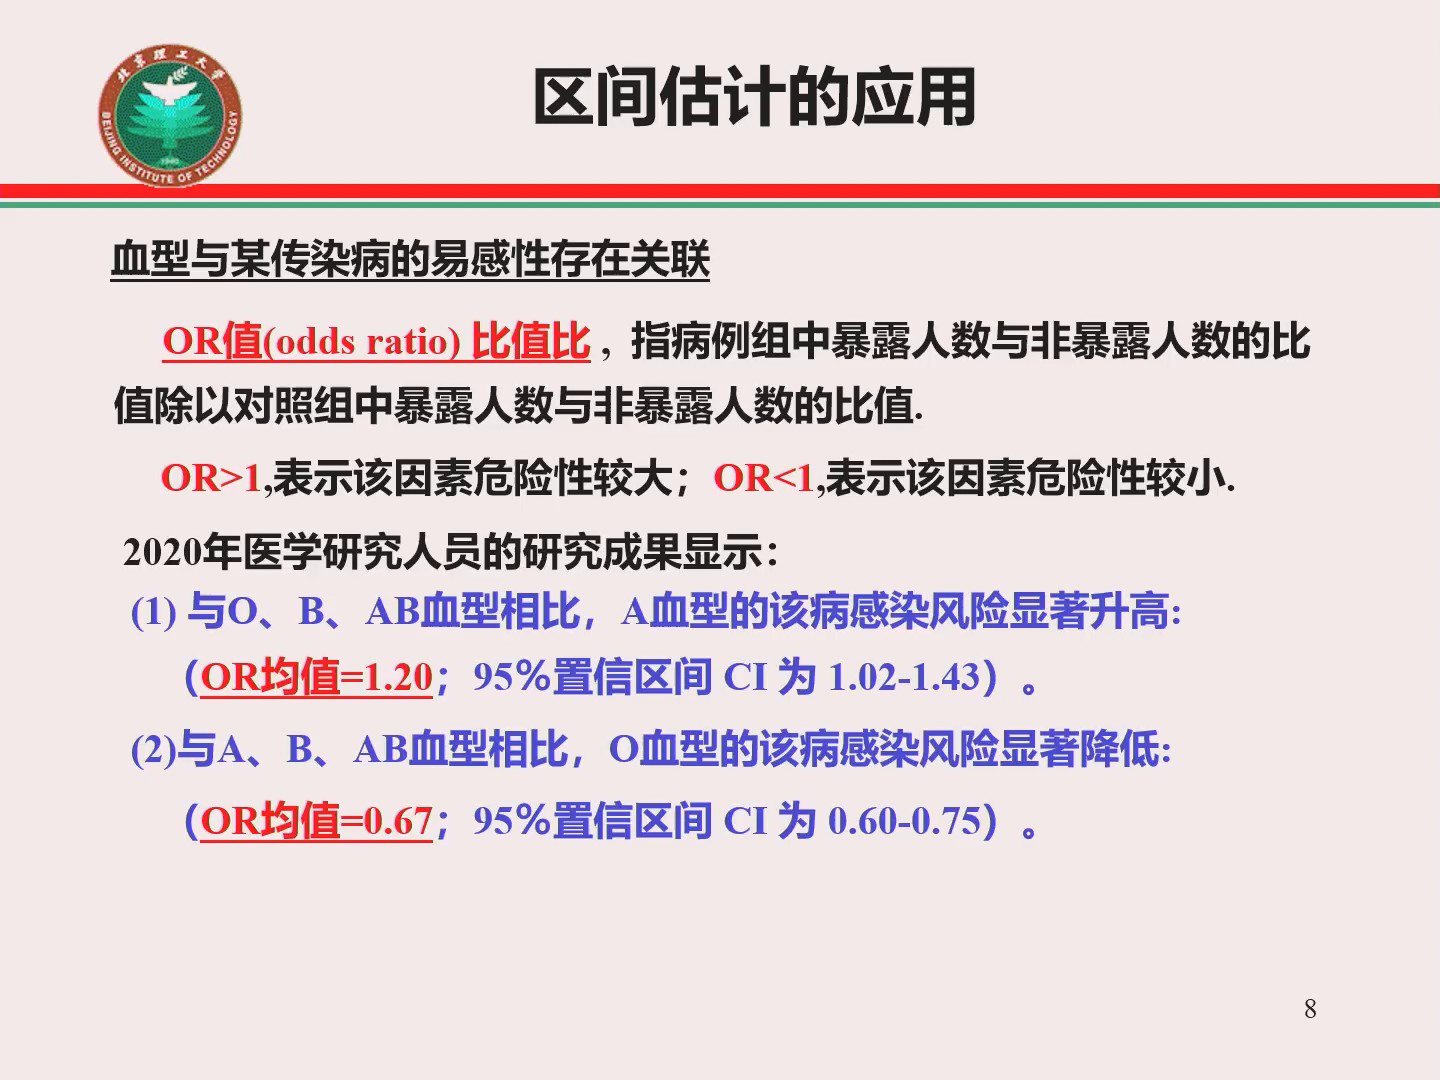 区间估计的应用
北京理工大学
BEIJING INSTITUTE OF TECHNOLOGY
1940
血型与某传染病的易感性存在关联
OR值(odds ratio) 比值比 , 指病例组中暴露人数与非暴露人数的比
值除以对照组中暴露人数与非暴露人数的比值.
OR>1,表示该因素危险性较大；OR<1,表示该因素危险性较小.
2020年医学研究人员的研究成果显示：
(1) 与O、B、AB血型相比，A血型的该病感染风险显著升高:
（OR均值=1.20；95%置信区间 CI 为 1.02-1.43）。
(2)与A、B、AB血型相比，O血型的该病感染风险显著降低:
（OR均值=0.67；95%置信区间 CI 为 0.60-0.75）。
8